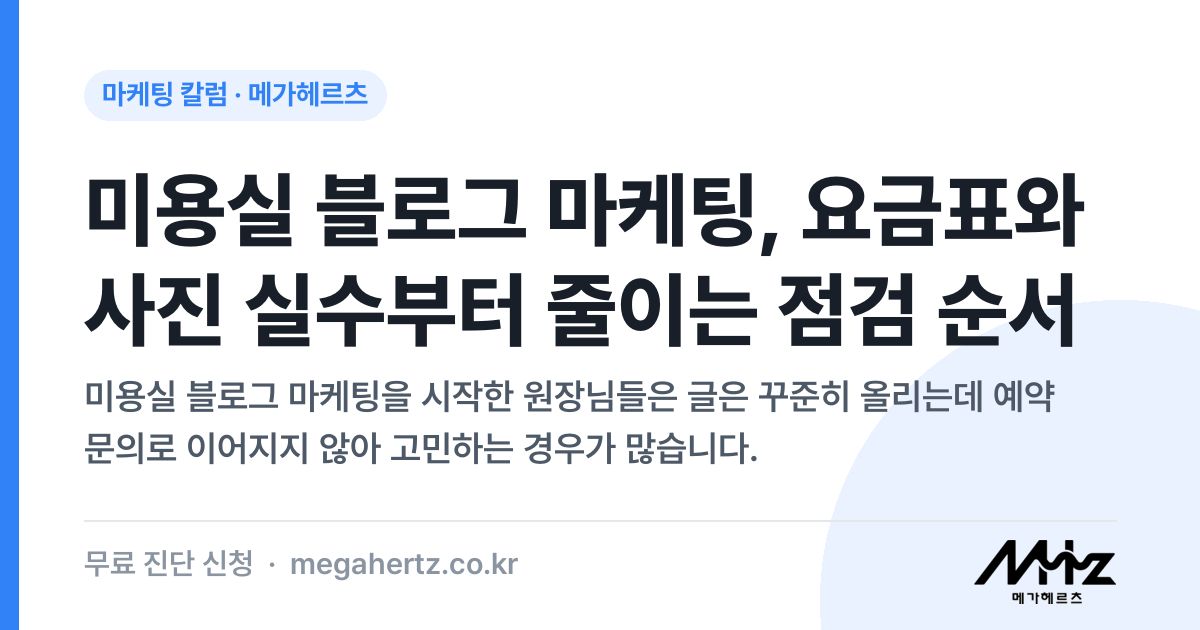 마케팅 칼럼 · 메가헤르츠
미용실 블로그 마케팅, 요금표와
사진 실수부터 줄이는 점검 순서
미용실 블로그 마케팅을 시작한 원장님들은 글은 꾸준히 올리는데 예약
문의로 이어지지 않아 고민하는 경우가 많습니다.
무료 진단 신청 · megahertz.co.kr
MHz
메가헤르츠